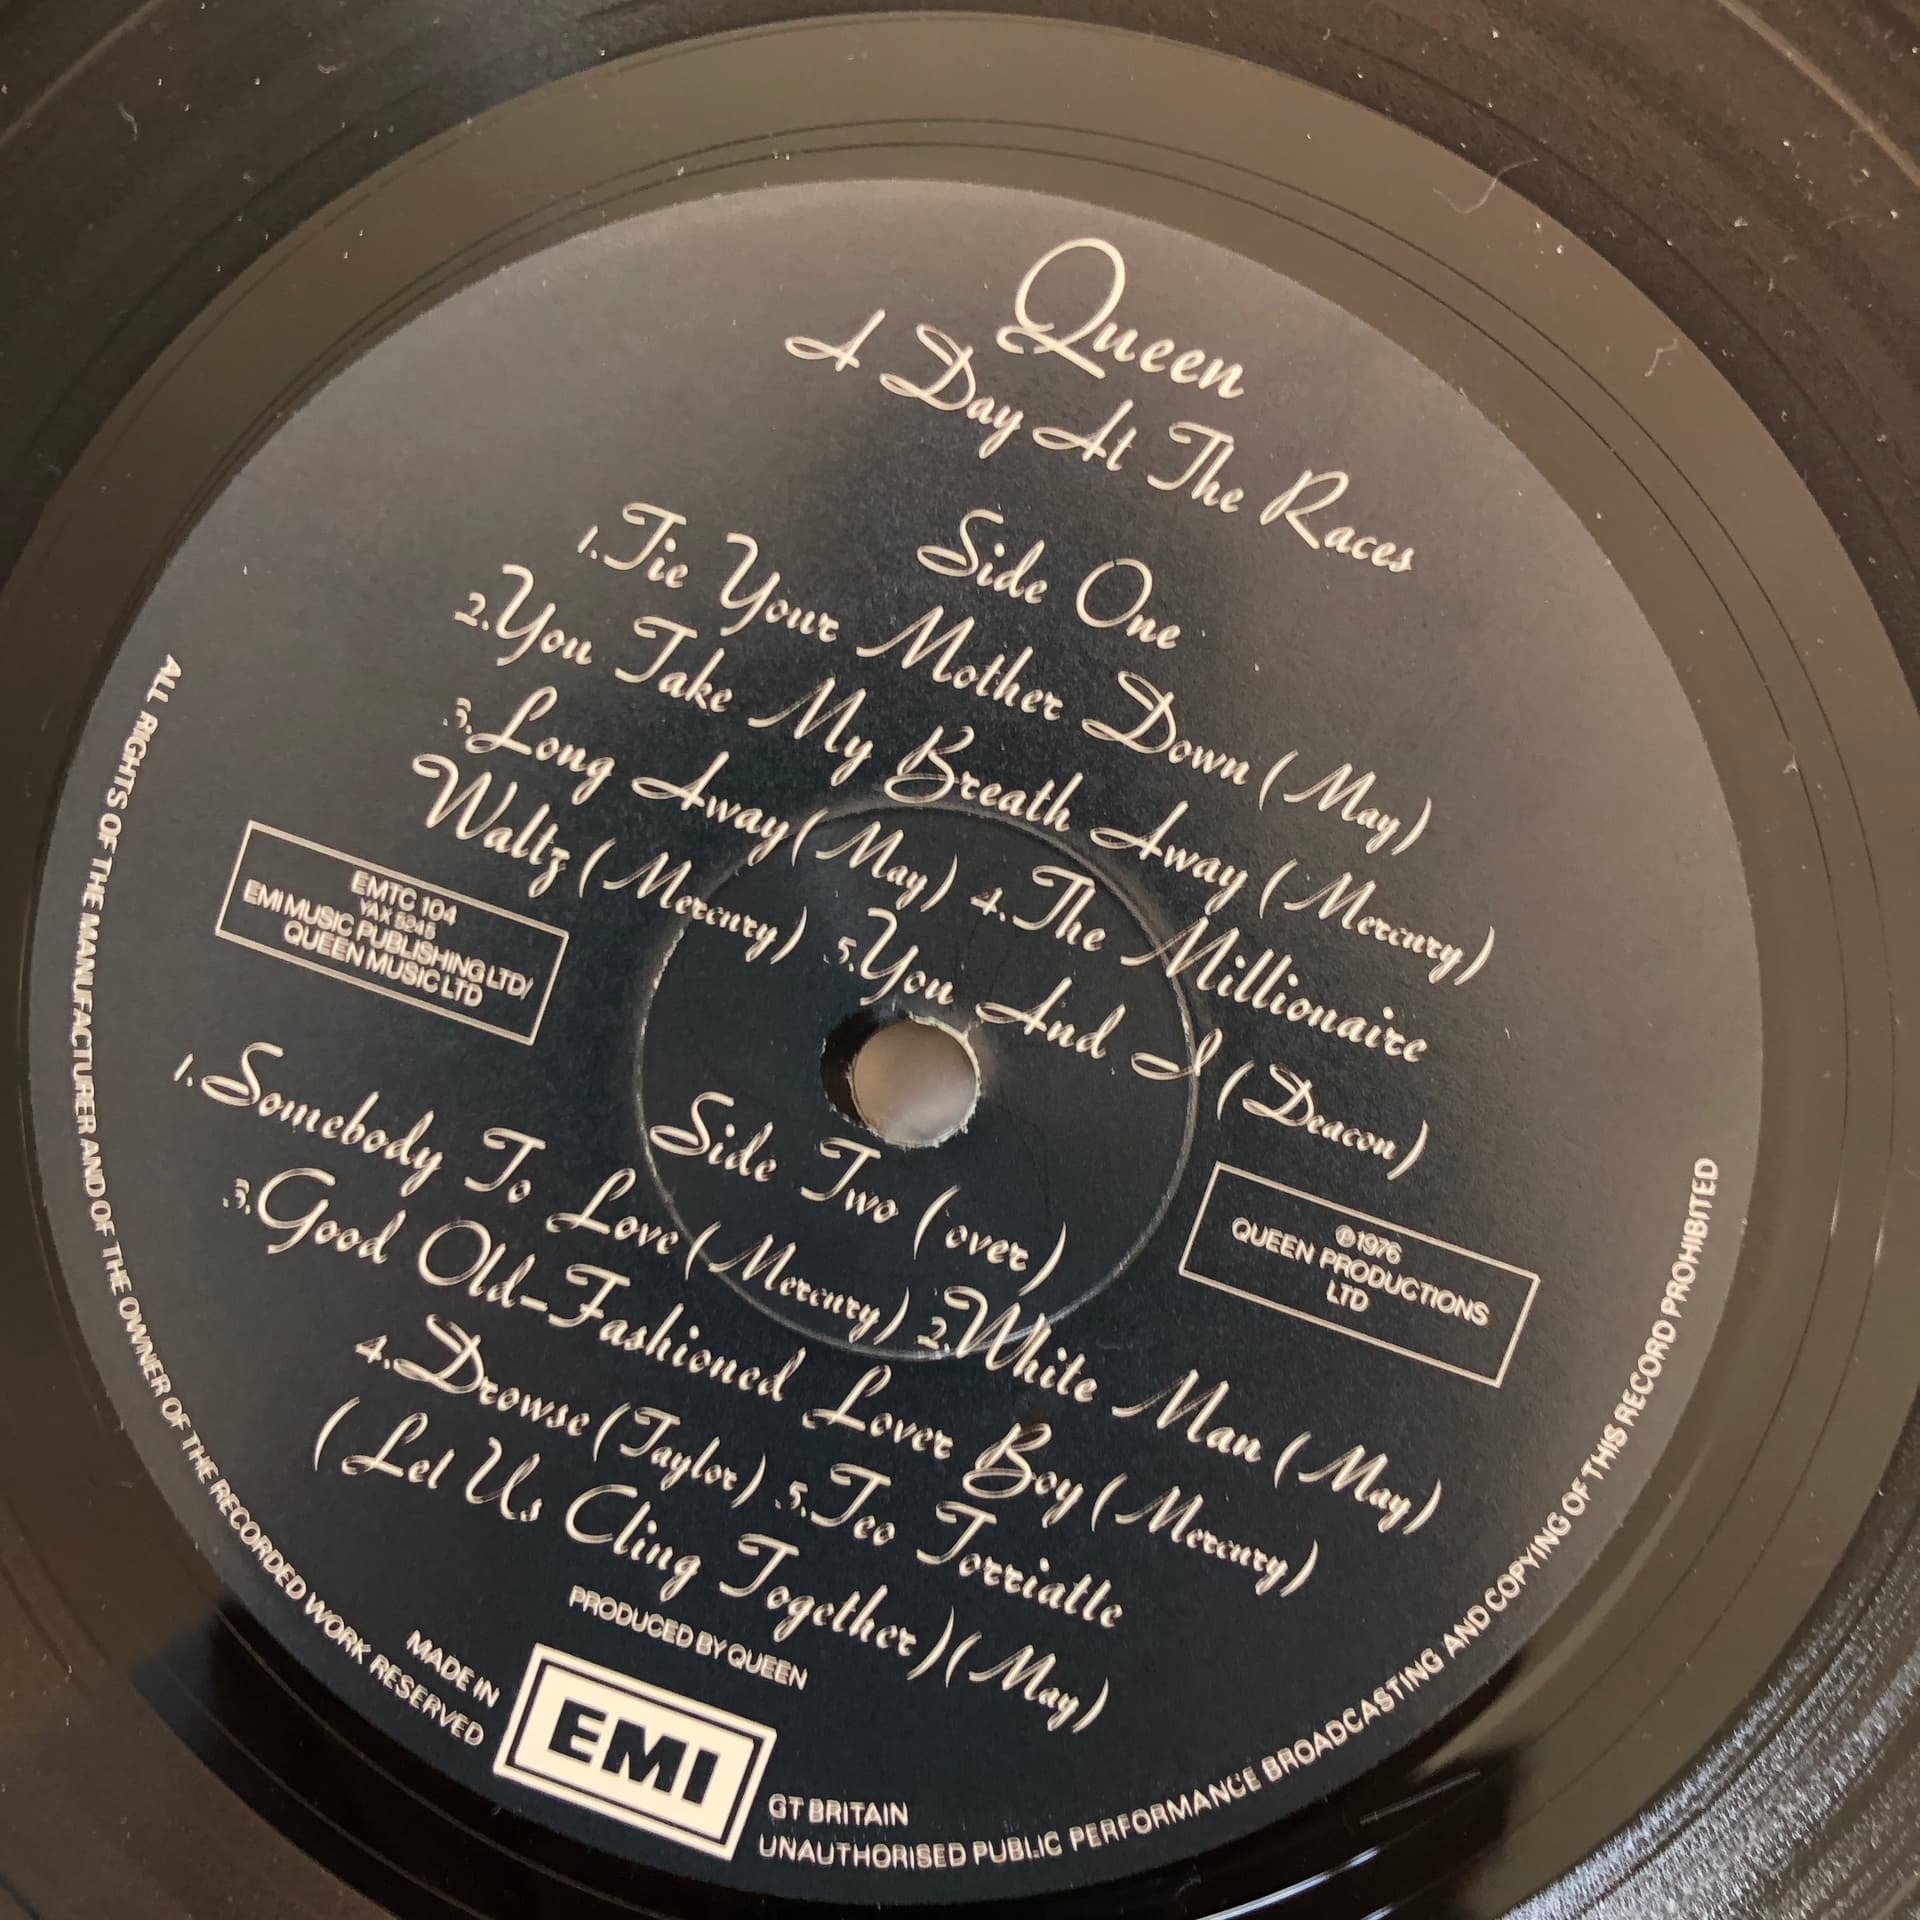 Queen
A Day At The Races
Side One
1. Tie Your Mother Down (May)
2. You Take My Breath Away (Mercury)
3. Long Away (May) 4. The Millionaire
Waltz (Mercury) 5. You And I (Deacon)
EMTC 104
YAX 5245
EMI MUSIC PUBLISHING LTD/
QUEEN MUSIC LTD
Side Two (over)
℗1976
QUEEN PRODUCTIONS
LTD
1. Somebody To Love (Mercury) 2. White Man (May)
3. Good Old-Fashioned Lover Boy (Mercury)
4. Drowse (Taylor) 5. Teo Torriatte
(Let Us Cling Together) (May)
PRODUCED BY QUEEN
MADE IN
EMI
GT BRITAIN
ALL RIGHTS OF THE MANUFACTURER AND OF THE OWNER OF THE RECORDED WORK RESERVED
UNAUTHORISED PUBLIC PERFORMANCE BROADCASTING AND COPYING OF THIS RECORD PROHIBITED